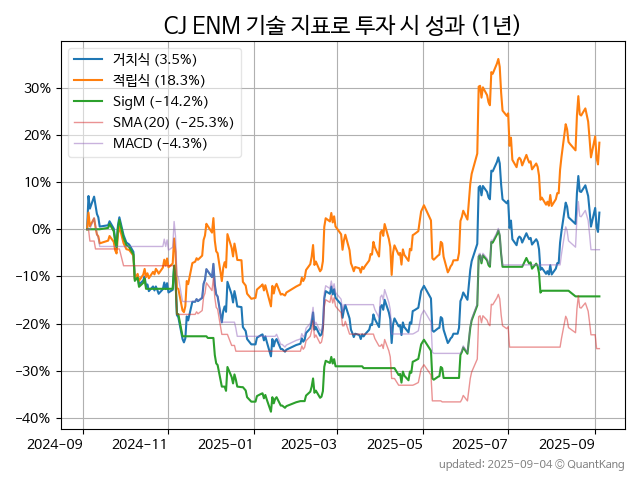 CJ ENM 기술 지표로 투자 시 성과 (1년)
거치식 (3.5%)
적립식 (18.3%)
SigM (−14.2%)
SMA(20) (−25.3%)
MACD (−4.3%)
30%
20%
10%
0%
−10%
−20%
−30%
−40%
2024-09 2024-11 2025-01 2025-03 2025-05 2025-07 2025-09
updated: 2025-09-04 © QuantKang